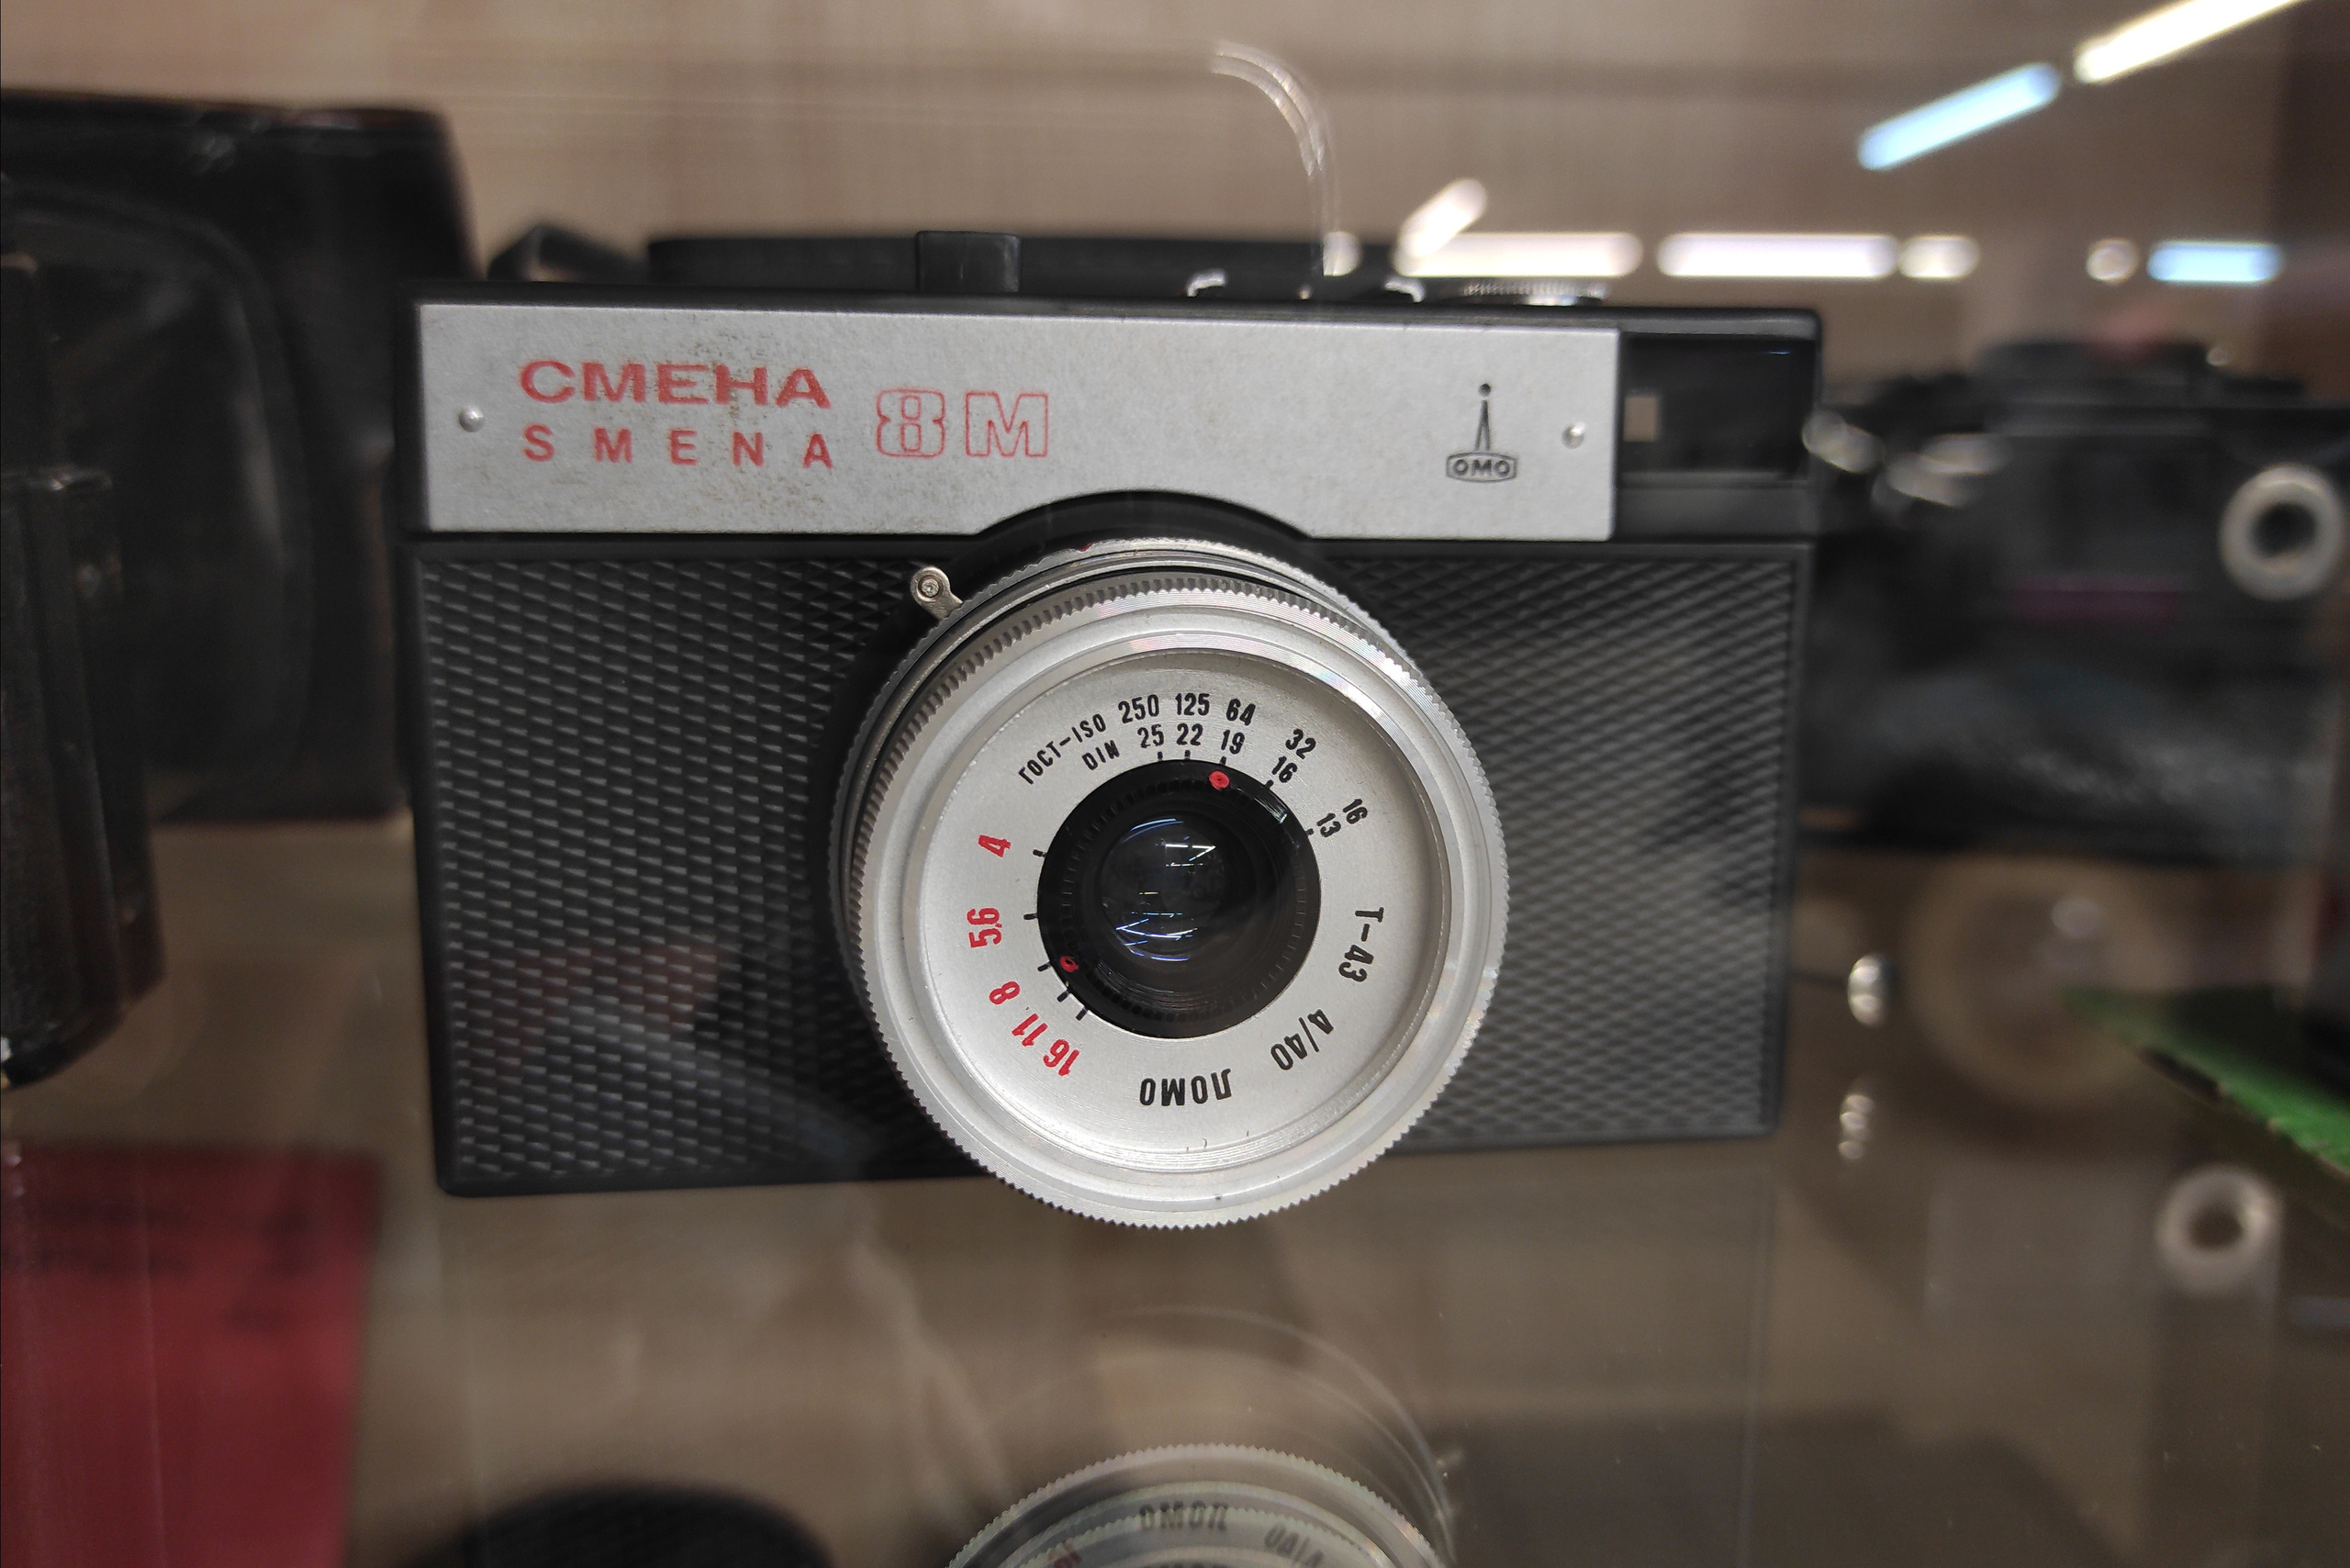 СМЕНА
SMENA
8М
ОМО
ГОСТ-ISO 250 125 64 32 16
DIN 25 22 19 16 13
4 5,6 8 11 16
Т-43 4/40
ЛОМО